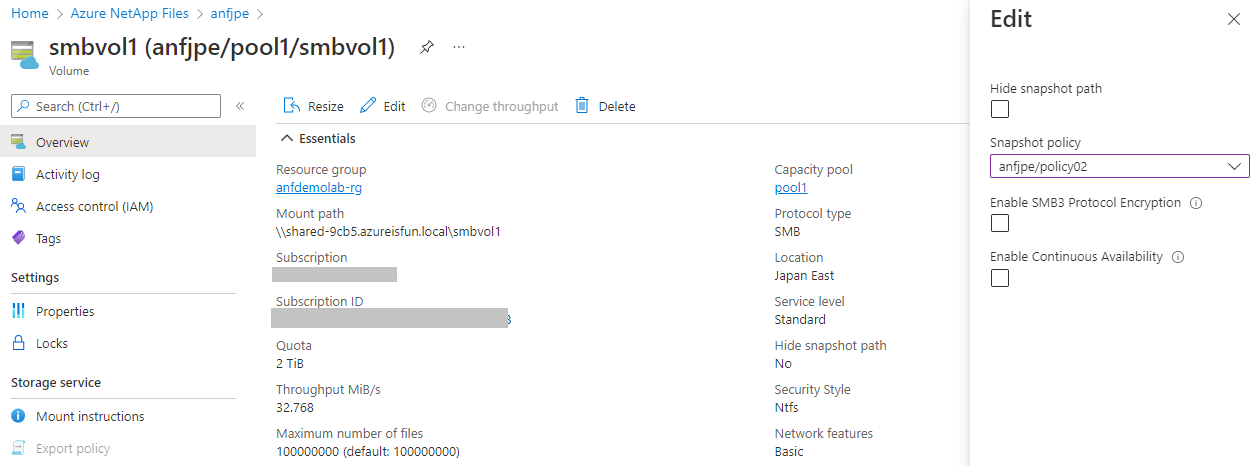 Home > Azure NetApp Files > anfjpe >
smbvol1 (anfjpe/pool1/smbvol1)
Volume
Search (Ctrl+/)
Overview
Activity log
Access control (IAM)
Tags
Settings
Properties
Locks
Storage service
Mount instructions
Export policy
Resize Edit Change throughput Delete
Essentials
Resource group
anfdemolab-rg
Mount path
\\shared-9cb5.azureisfun.local\smbvol1
Subscription
Subscription ID
Quota
2 TiB
Throughput MiB/s
32.768
Maximum number of files
100000000 (default: 100000000)
Capacity pool
pool1
Protocol type
SMB
Location
Japan East
Service level
Standard
Hide snapshot path
No
Security Style
Ntfs
Network features
Basic
Edit
Hide snapshot path
Snapshot policy
anfjpe/policy02
Enable SMB3 Protocol Encryption
Enable Continuous Availability